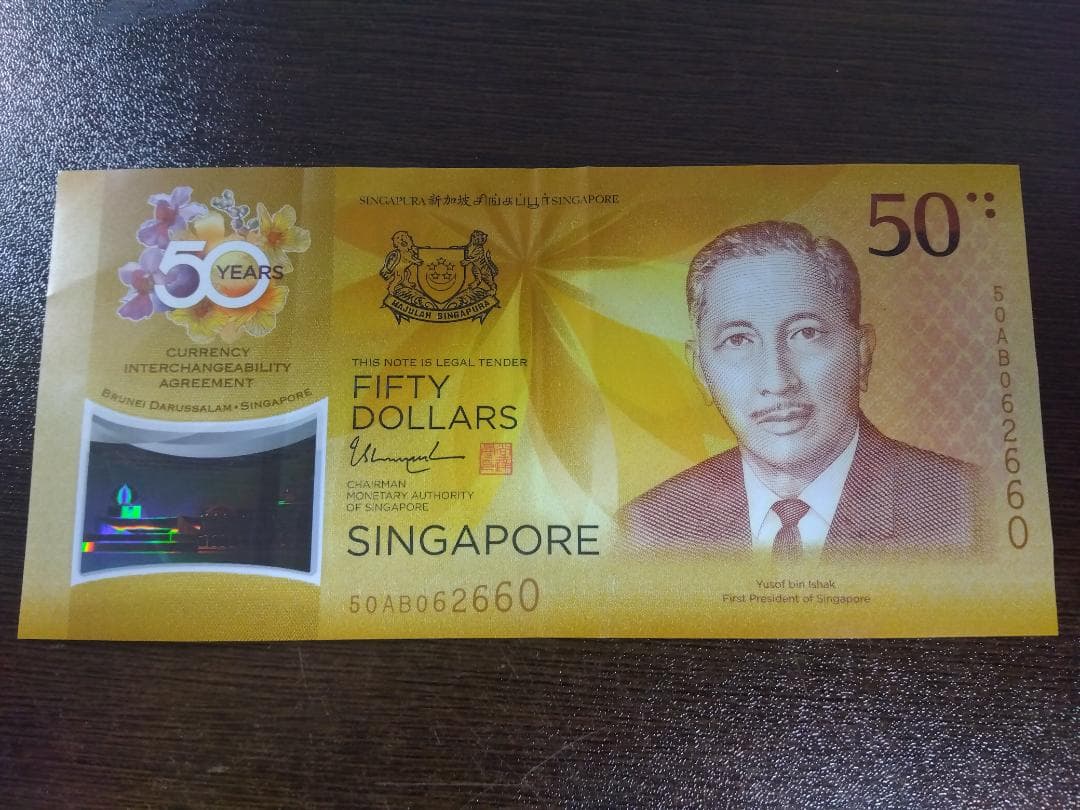 SINGAPURA 新加坡 சிங்கப்பூர் SINGAPORE
50
50 YEARS
CURRENCY
INTERCHANGEABILITY
AGREEMENT
BRUNEI DARUSSALAM • SINGAPORE
MAJULAH SINGAPURA
THIS NOTE IS LEGAL TENDER
FIFTY
DOLLARS
CHAIRMAN
MONETARY AUTHORITY
OF SINGAPORE
SINGAPORE
50AB062660
50AB062660
Yusof bin Ishak
First President of Singapore